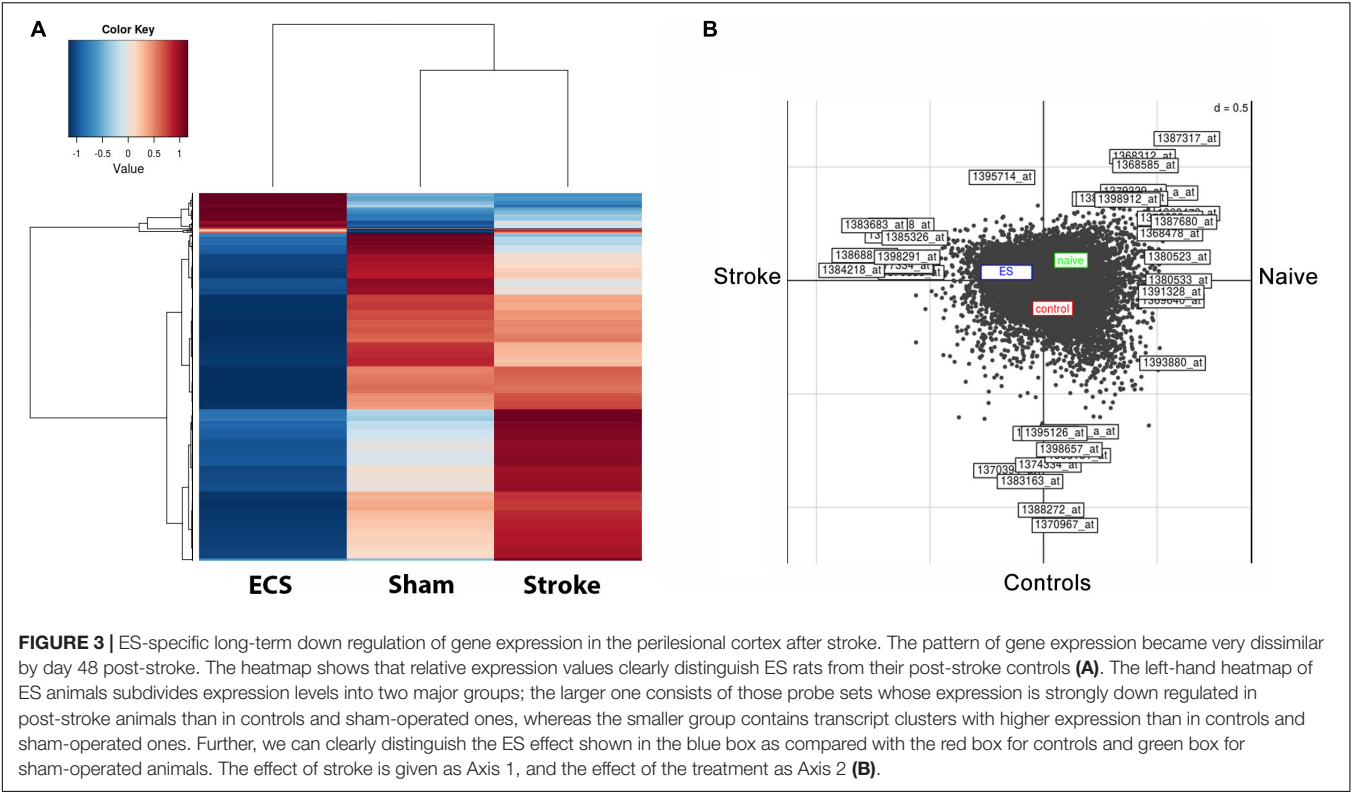 A
Color Key
-1 -0.5 0 0.5 1
Value
ECS Sham Stroke
B
d = 0.5
1387317_at
1368312_at
1368585_at
1395714_at
a_at
1398912_at
1383683_at 8_at
1387680_at
1385326_at
1368478_at
138688
1398291_at
1380523_at
1384218_at
naive
ES
Stroke
Naive
1380533_at
1391328_at
control
1393880_at
1395126_at a_at
1398657_at
1374334_at
1383163_at
1388272_at
1370967_at
Controls
FIGURE 3 | ES-specific long-term down regulation of gene expression in the perilesional cortex after stroke. The pattern of gene expression became very dissimilar
by day 48 post-stroke. The heatmap shows that relative expression values clearly distinguish ES rats from their post-stroke controls (A). The left-hand heatmap of
ES animals subdivides expression levels into two major groups; the larger one consists of those probe sets whose expression is strongly down regulated in
post-stroke animals than in controls and sham-operated ones, whereas the smaller group contains transcript clusters with higher expression than in controls and
sham-operated ones. Further, we can clearly distinguish the ES effect shown in the blue box as compared with the red box for controls and green box for
sham-operated animals. The effect of stroke is given as Axis 1, and the effect of the treatment as Axis 2 (B).